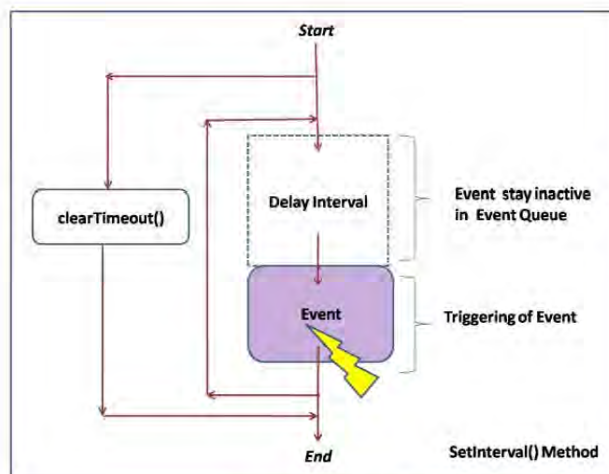 Start
Delay Interval
Event stay inactive
in Event Queue
clearTimeout()
Event
Triggering of Event
End
SetInterval() Method